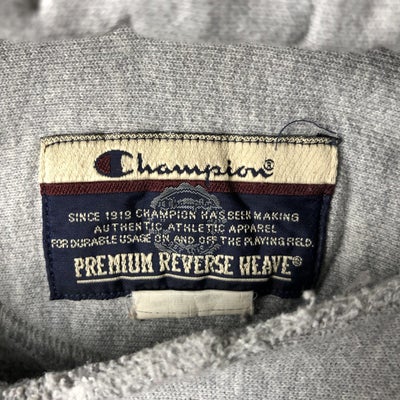 Champion®
SINCE 1919 CHAMPION HAS BEEN MAKING
AUTHENTIC ATHLETIC APPAREL
FOR DURABLE USAGE ON AND OFF THE PLAYING FIELD.
PREMIUM REVERSE WEAVE®